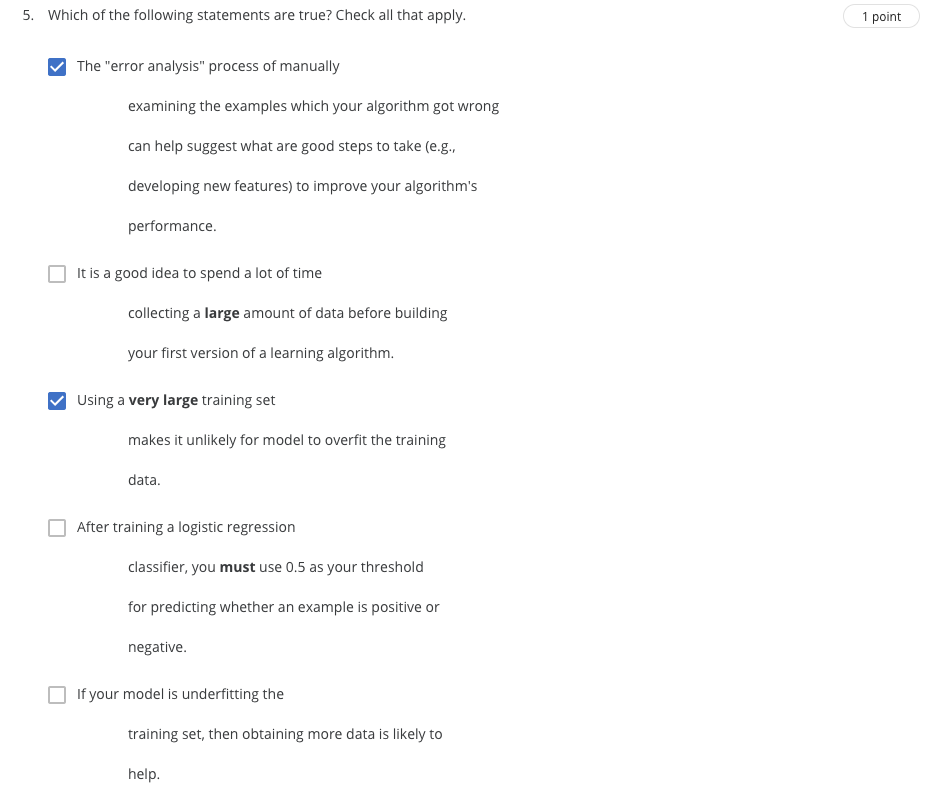 5. Which of the following statements are true? Check all that apply.
1 point
The "error analysis" process of manually
examining the examples which your algorithm got wrong
can help suggest what are good steps to take (e.g.,
developing new features) to improve your algorithm's
performance.
It is a good idea to spend a lot of time
collecting a large amount of data before building
your first version of a learning algorithm.
Using a very large training set
makes it unlikely for model to overfit the training
data.
After training a logistic regression
classifier, you must use 0.5 as your threshold
for predicting whether an example is positive or
negative.
If your model is underfitting the
training set, then obtaining more data is likely to
help.